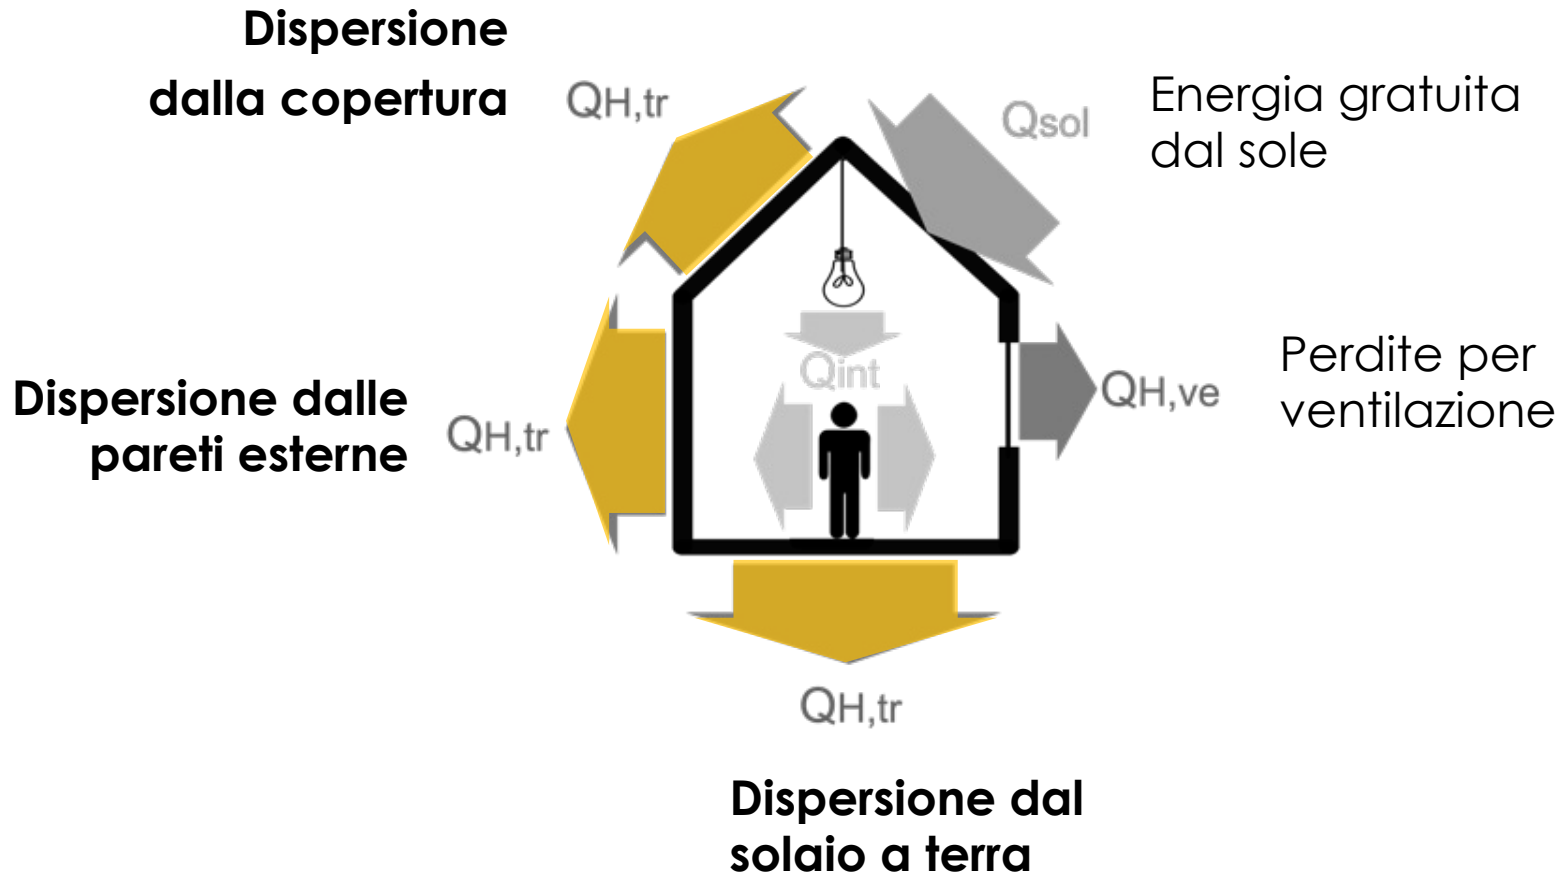 Dispersione
dalla copertura
QH,tr
Qsol
Energia gratuita
dal sole
Qint
Dispersione dalle
pareti esterne
QH,tr
QH,ve
Perdite per
ventilazione
QH,tr
Dispersione dal
solaio a terra